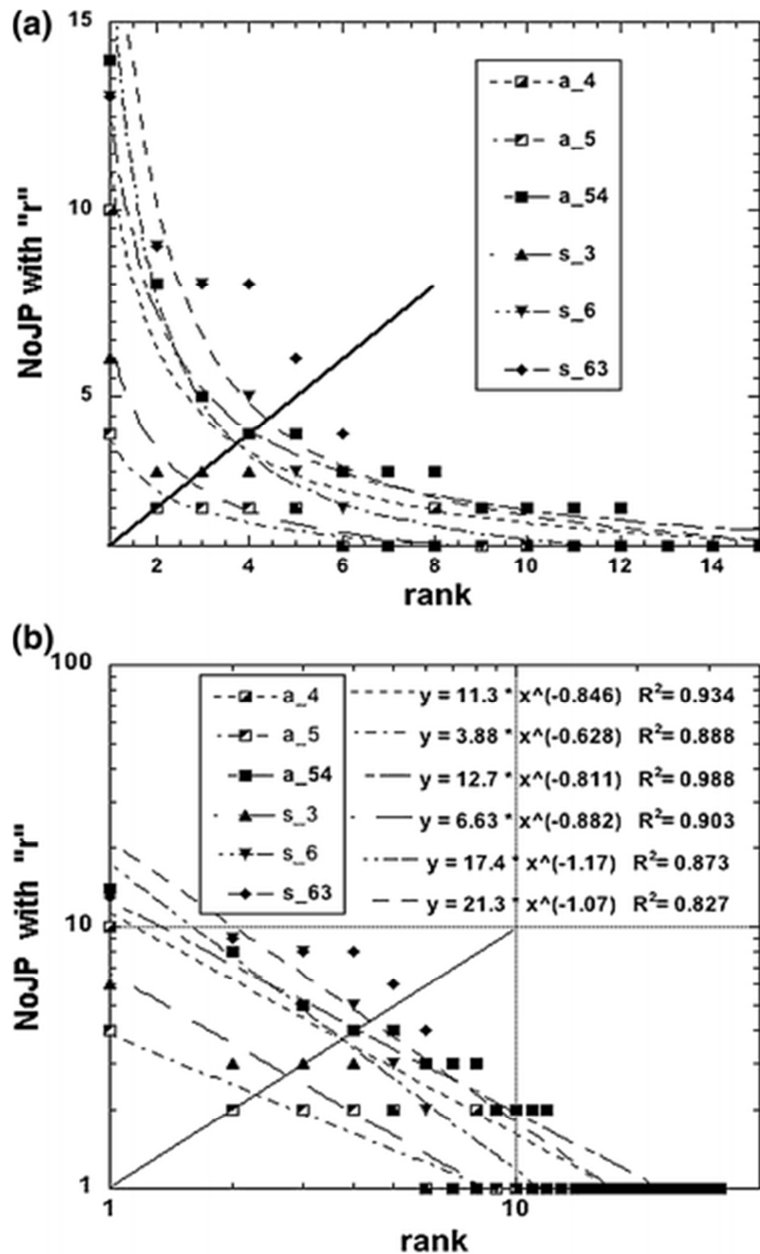 (a)
15
10
5
NoJP with "r"
a_4
a_5
a_54
s_3
s_6
s_63
2 4 6 8 10 12 14
rank
(b)
100
10
1
NoJP with "r"
a_4
a_5
a_54
s_3
s_6
s_63
y = 11.3 * x^(-0.846) R²= 0.934
y = 3.88 * x^(-0.628) R²= 0.888
y = 12.7 * x^(-0.811) R²= 0.988
y = 6.63 * x^(-0.882) R²= 0.903
y = 17.4 * x^(-1.17) R²= 0.873
y = 21.3 * x^(-1.07) R²= 0.827
1 10
rank